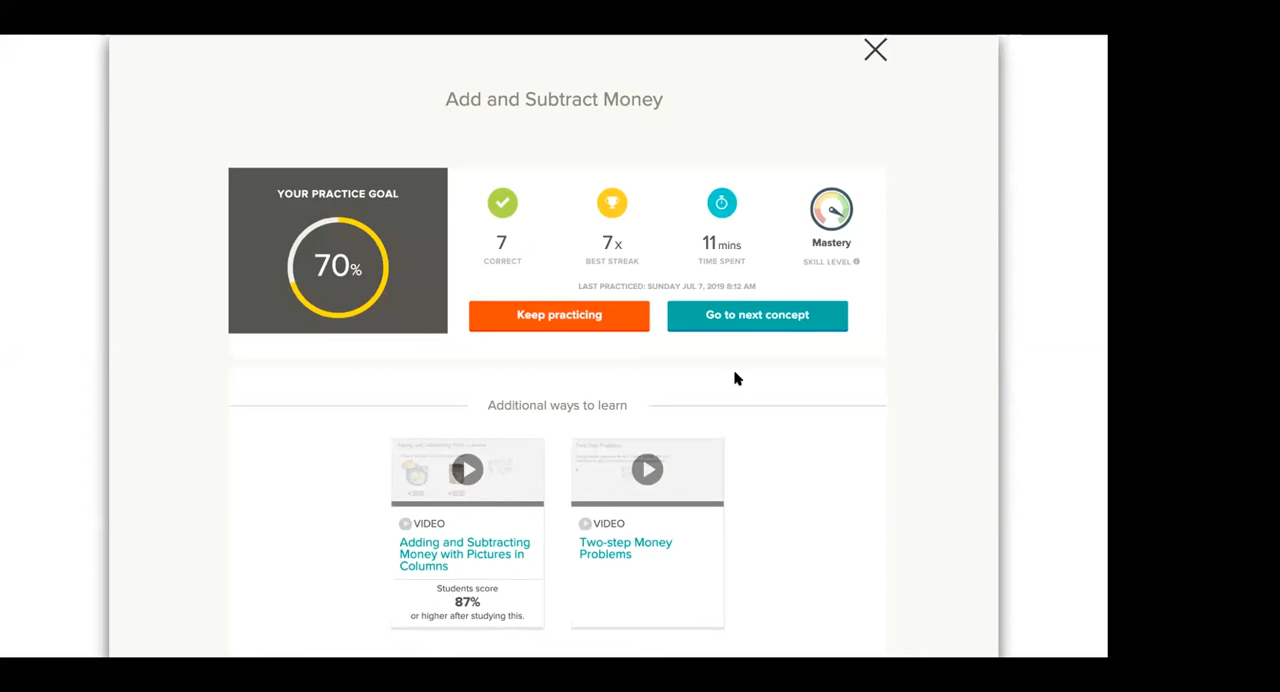 Add and Subtract Money
YOUR PRACTICE GOAL
70%
7
CORRECT
7x
BEST STREAK
11 mins
TIME SPENT
Mastery
SKILL LEVEL
LAST PRACTICED: SUNDAY JUL 7, 2019 8:12 AM
Keep practicing
Go to next concept
Additional ways to learn
VIDEO
Adding and Subtracting
Money with Pictures in
Columns
Students score
87%
or higher after studying this.
VIDEO
Two-step Money
Problems